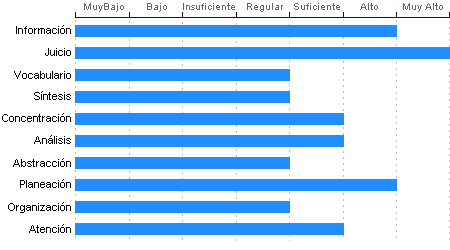 MuyBajo Bajo Insuficiente Regular Suficiente Alto Muy Alto
Información
Juicio
Vocabulario
Síntesis
Concentración
Análisis
Abstracción
Planeación
Organización
Atención